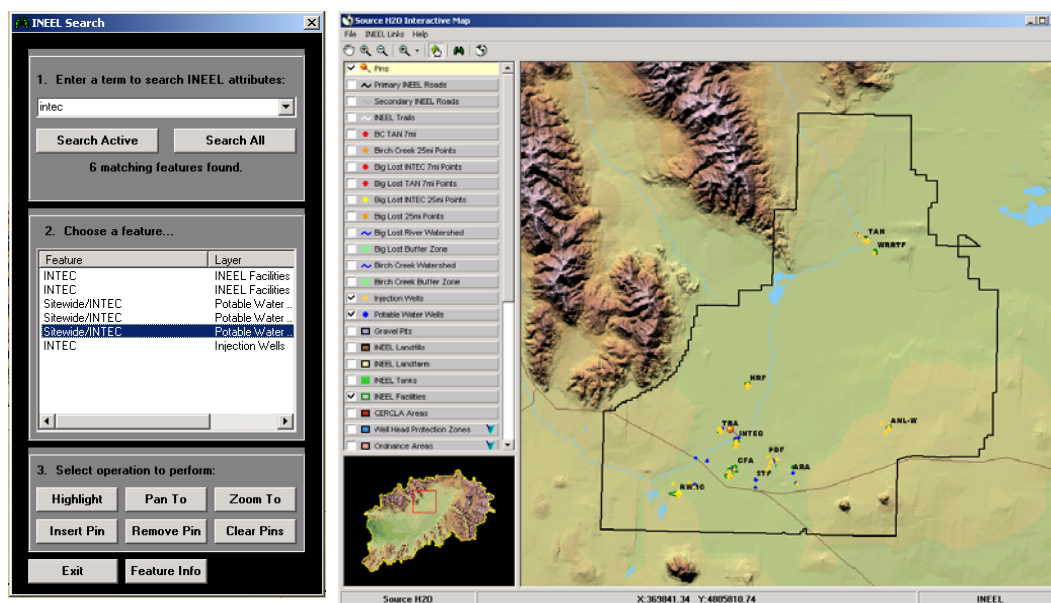 INEEL Search
1. Enter a term to search INEEL attributes:
intec
Search Active Search All
6 matching features found.
2. Choose a feature...
Feature Layer
INTEC INEEL Facilities
INTEC INEEL Facilities
Sitewide/INTEC Potable Water ..
Sitewide/INTEC Potable Water ..
Sitewide/INTEC Potable Water ..
INTEC Injection Wells
3. Select operation to perform:
Highlight Pan To Zoom To
Insert Pin Remove Pin Clear Pins
Exit Feature Info
Source H2O Interactive Map
File INEEL Links Help
Pins
Primary INEEL Roads
Secondary INEEL Roads
INEEL Trails
BC TAN 7mi
Birch Creek 25mi Points
Big Lost INTEC 7mi Points
Big Lost TAN 7mi Points
Big Lost INTEC 25mi Points
Big Lost 25mi Points
Big Lost River Watershed
Big Lost Buffer Zone
Birch Creek Watershed
Birch Creek Buffer Zone
Injection Wells
Potable Water Wells
Gravel Pits
INEEL Landfills
INEEL Landfarm
INEEL Tanks
INEEL Facilities
CERCLA Areas
Well Head Protection Zones
Ordnance Areas
TAN
WRRTF
NRF
ANL-W
TRA
INTEC
PBF
CFA
ARA
STF
Source H2O X:369841.34 Y:4805810.74 INEEL